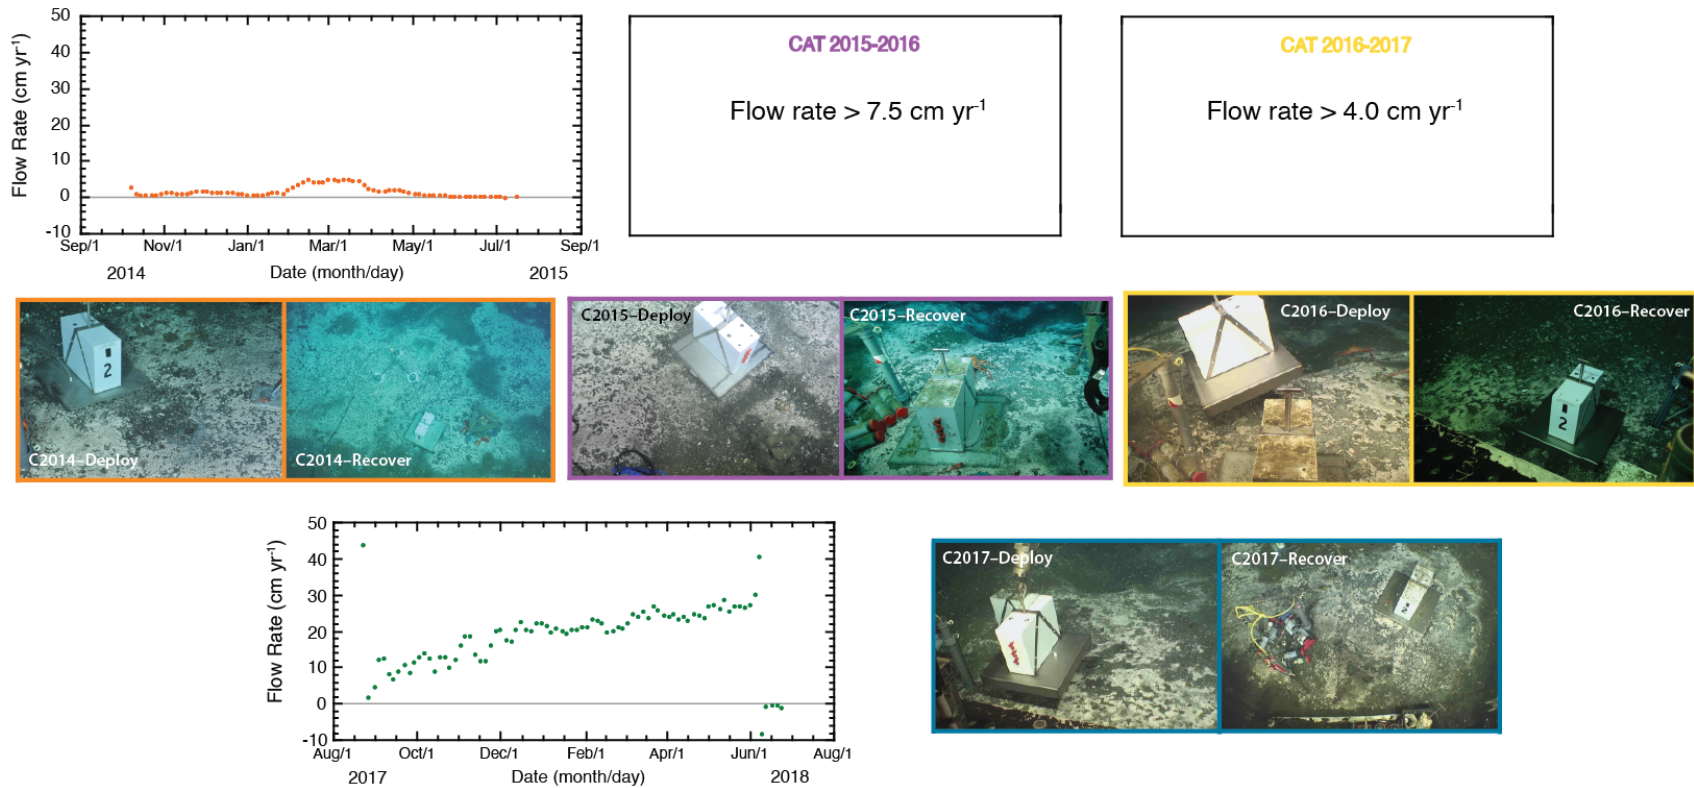 50
40
30
20
10
0
-10
Flow Rate (cm yr-1)
Sep/1 Nov/1 Jan/1 Mar/1 May/1 Jul/1 Sep/1
2014 Date (month/day) 2015
CAT 2015-2016
Flow rate > 7.5 cm yr-1
CAT 2016-2017
Flow rate > 4.0 cm yr-1
2
C2014–Deploy
C2014–Recover
C2015–Deploy
C2015–Recover
C2016–Deploy
C2016–Recover
2
50
40
30
20
10
0
-10
Flow Rate (cm yr-1)
Aug/1 Oct/1 Dec/1 Feb/1 Apr/1 Jun/1 Aug/1
2017 Date (month/day) 2018
C2017–Deploy
C2017–Recover